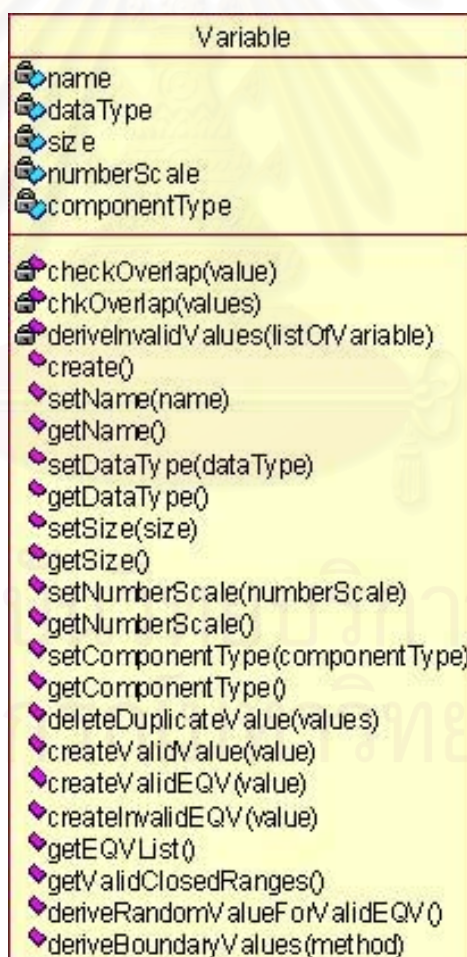 Variable
name
dataType
size
numberScale
componentType
checkOverlap(value)
chkOverlap(values)
deriveInvalidValues(listOfVariable)
create()
setName(name)
getName()
setDataType(dataType)
getDataType()
setSize(size)
getSize()
setNumberScale(numberScale)
getNumberScale()
setComponentType(componentType)
getComponentType()
deleteDuplicateValue(values)
createValidValue(value)
createValidEQV(value)
createInvalidEQV(value)
getEQVList()
getValidClosedRanges()
deriveRandomValueForValidEQV()
deriveBoundaryValues(method)